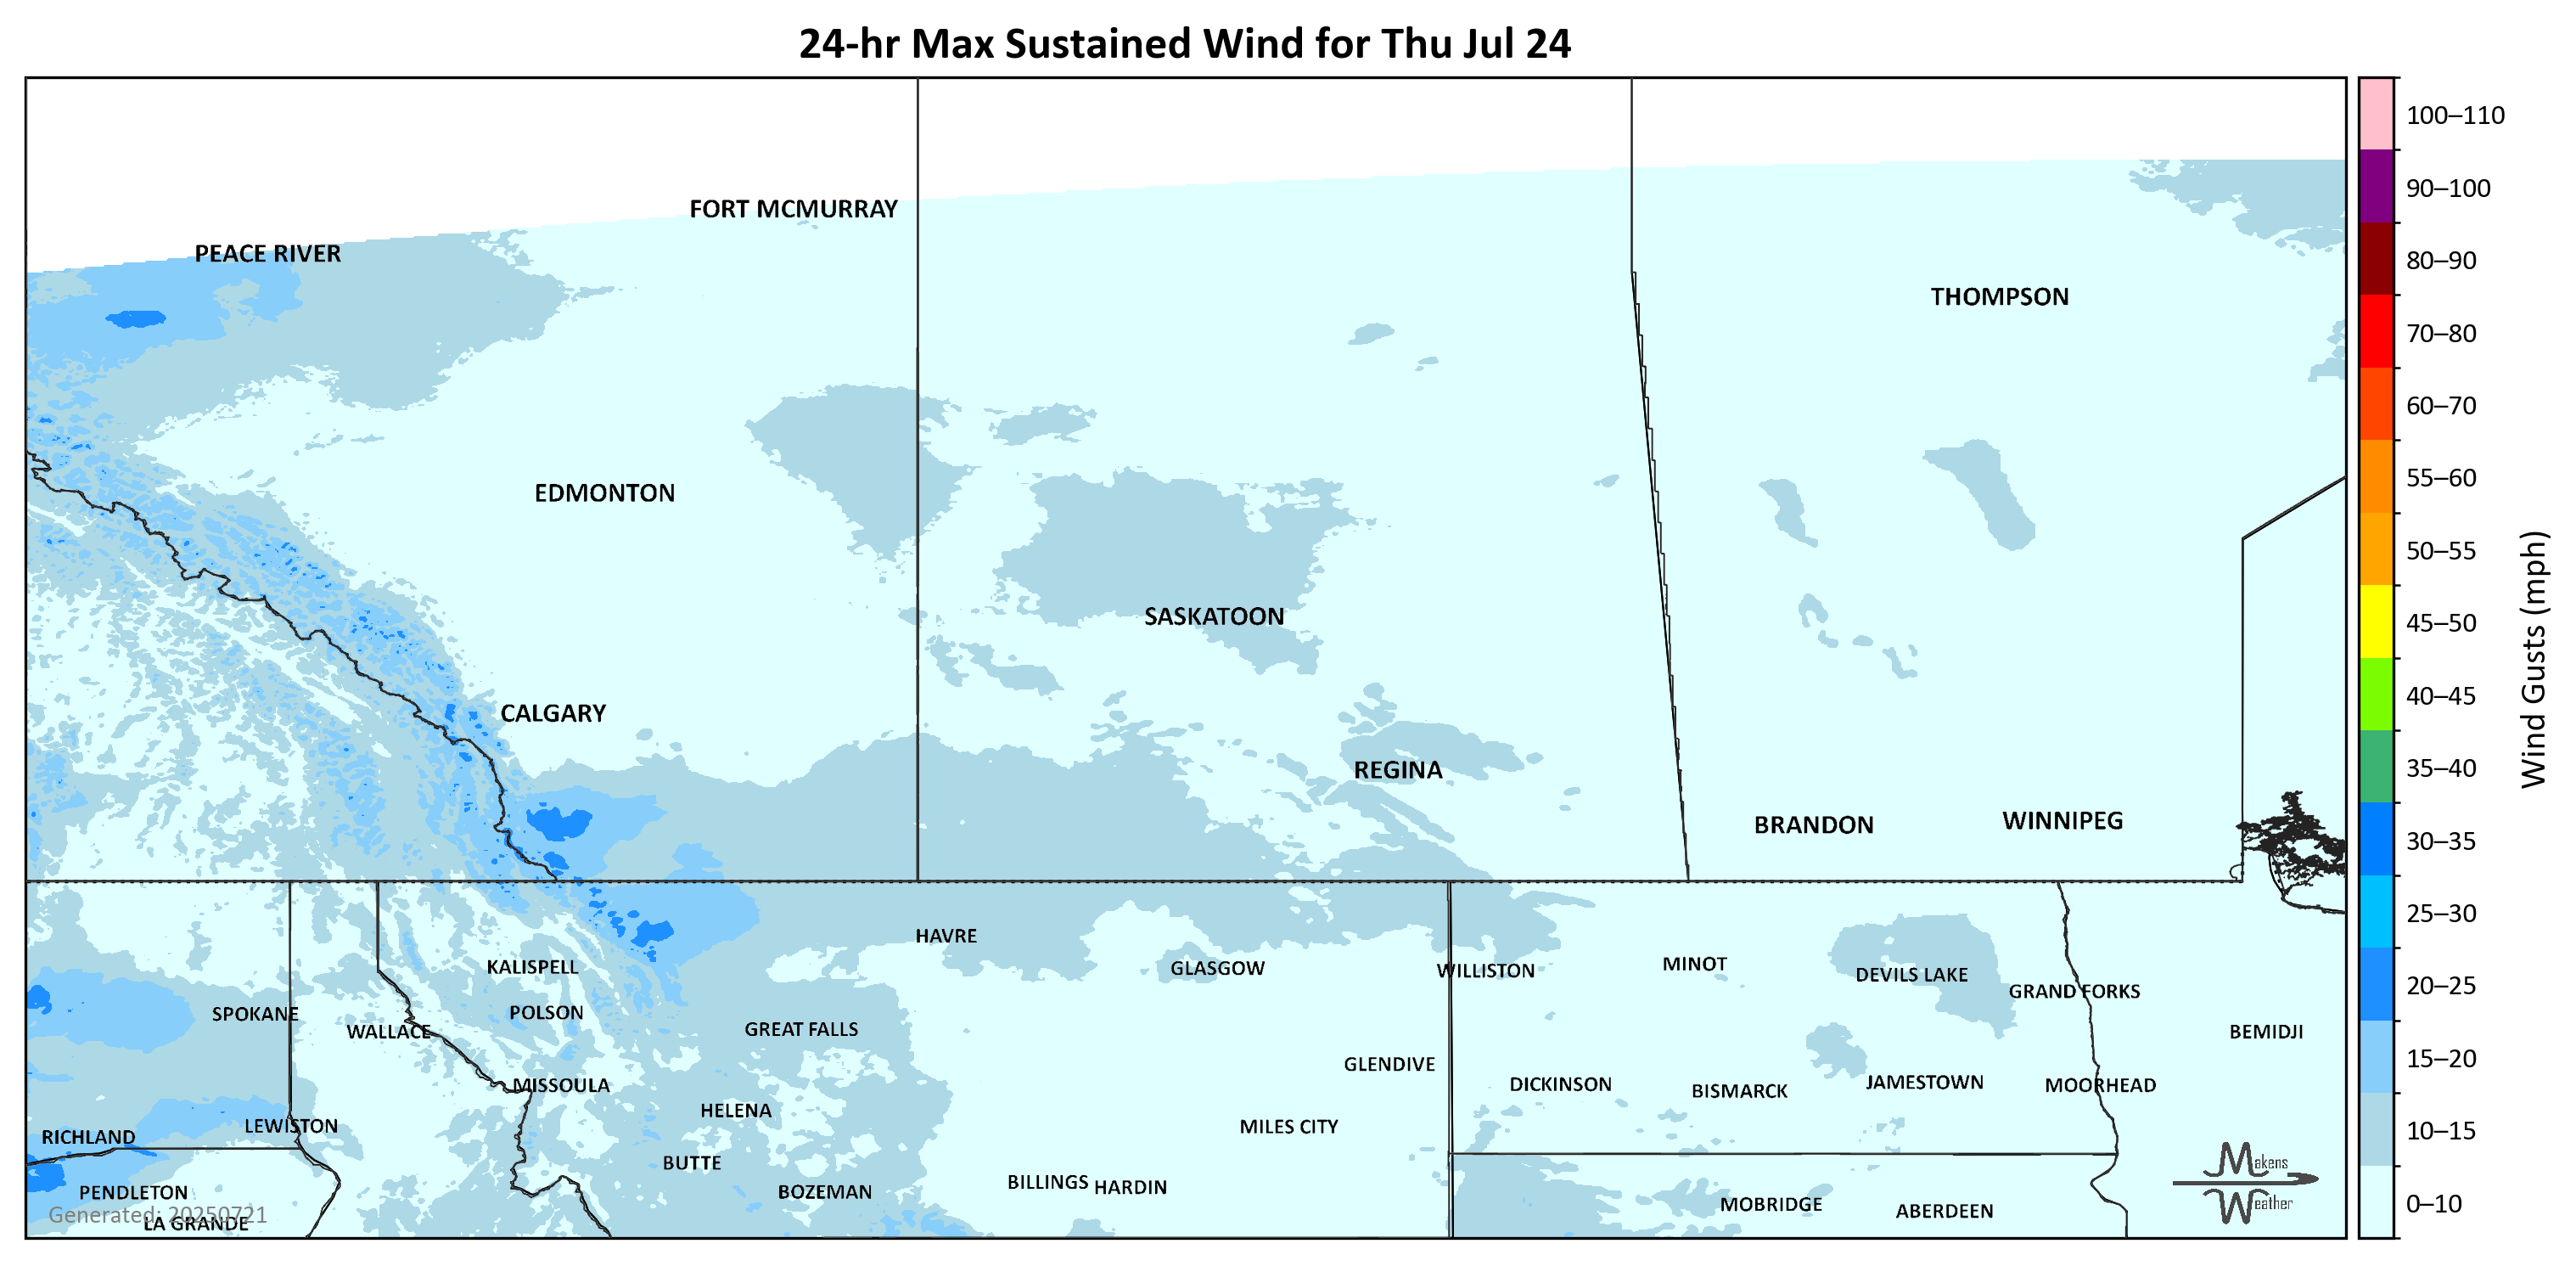 24-hr Max Sustained Wind for Thu Jul 24
100–110
90–100
80–90
70–80
60–70
55–60
50–55
45–50
40–45
35–40
30–35
25–30
20–25
15–20
10–15
0–10
Wind Gusts (mph)
FORT MCMURRAY
PEACE RIVER
THOMPSON
EDMONTON
SASKATOON
CALGARY
REGINA
BRANDON
WINNIPEG
HAVRE
KALISPELL
GLASGOW
WILLISTON
MINOT
DEVILS LAKE
GRAND FORKS
SPOKANE
POLSON
WALLACE
GREAT FALLS
BEMIDJI
GLENDIVE
MISSOULA
DICKINSON
BISMARCK
JAMESTOWN
MOORHEAD
HELENA
LEWISTON
MILES CITY
RICHLAND
BUTTE
PENDLETON
BOZEMAN
BILLINGS
HARDIN
MOBRIDGE
ABERDEEN
Generated: 20250721
LA GRANDE
Makens
Weather